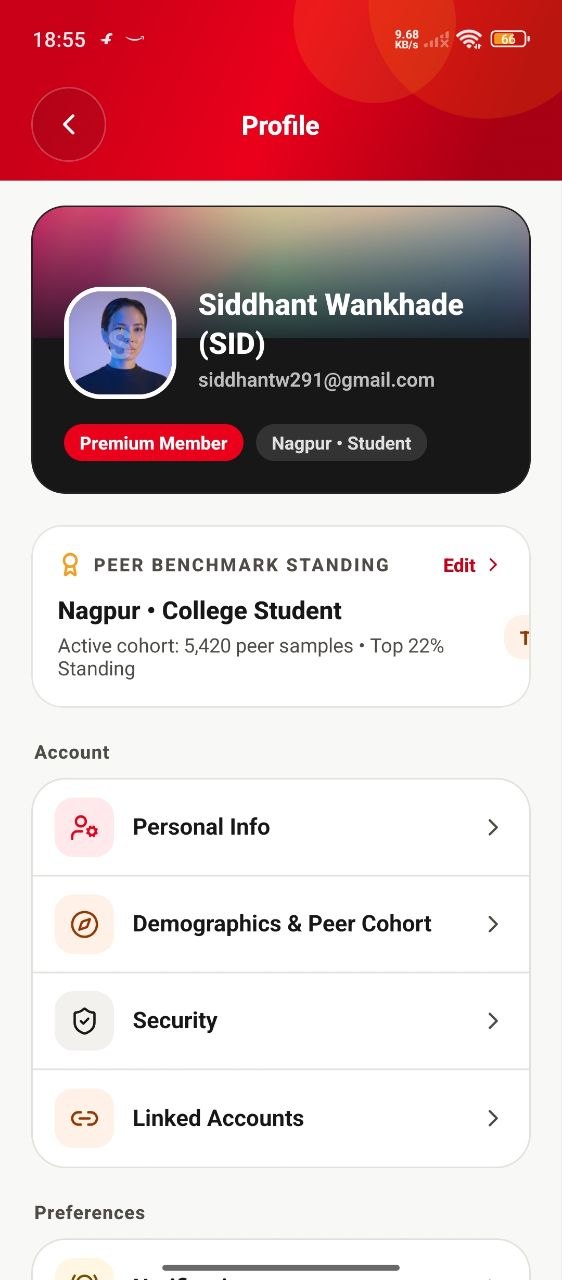 18:55
9.68
KB/s
66
Profile
S
Siddhant Wankhade
(SID)
siddhantw291@gmail.com
Premium Member
Nagpur • Student
PEER BENCHMARK STANDING
Edit
Nagpur • College Student
Active cohort: 5,420 peer samples • Top 22%
Standing
T
Account
Personal Info
Demographics & Peer Cohort
Security
Linked Accounts
Preferences